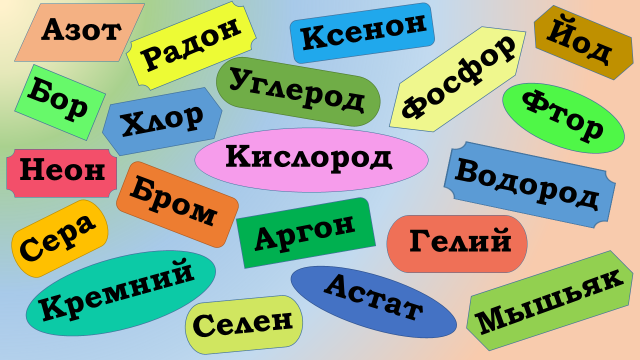 Азот
Радон
Ксенон
Фосфор
Йод
Бор
Хлор
Углерод
Фтор
Неон
Кислород
Водород
Бром
Сера
Аргон
Гелий
Кремний
Селен
Астат
Мышьяк